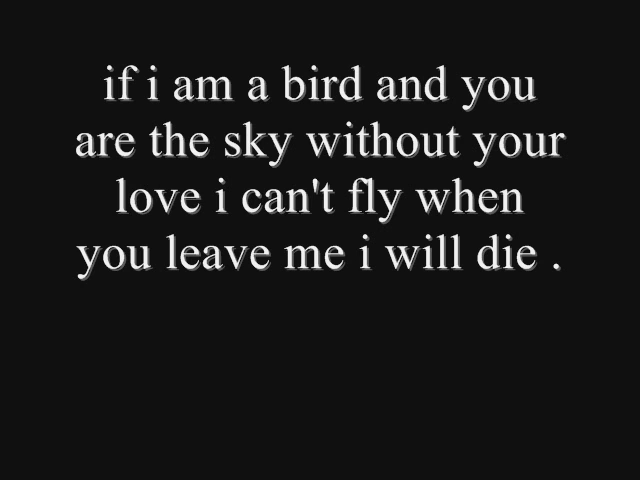 if i am a bird and you
are the sky without your
love i can't fly when
you leave me i will die .